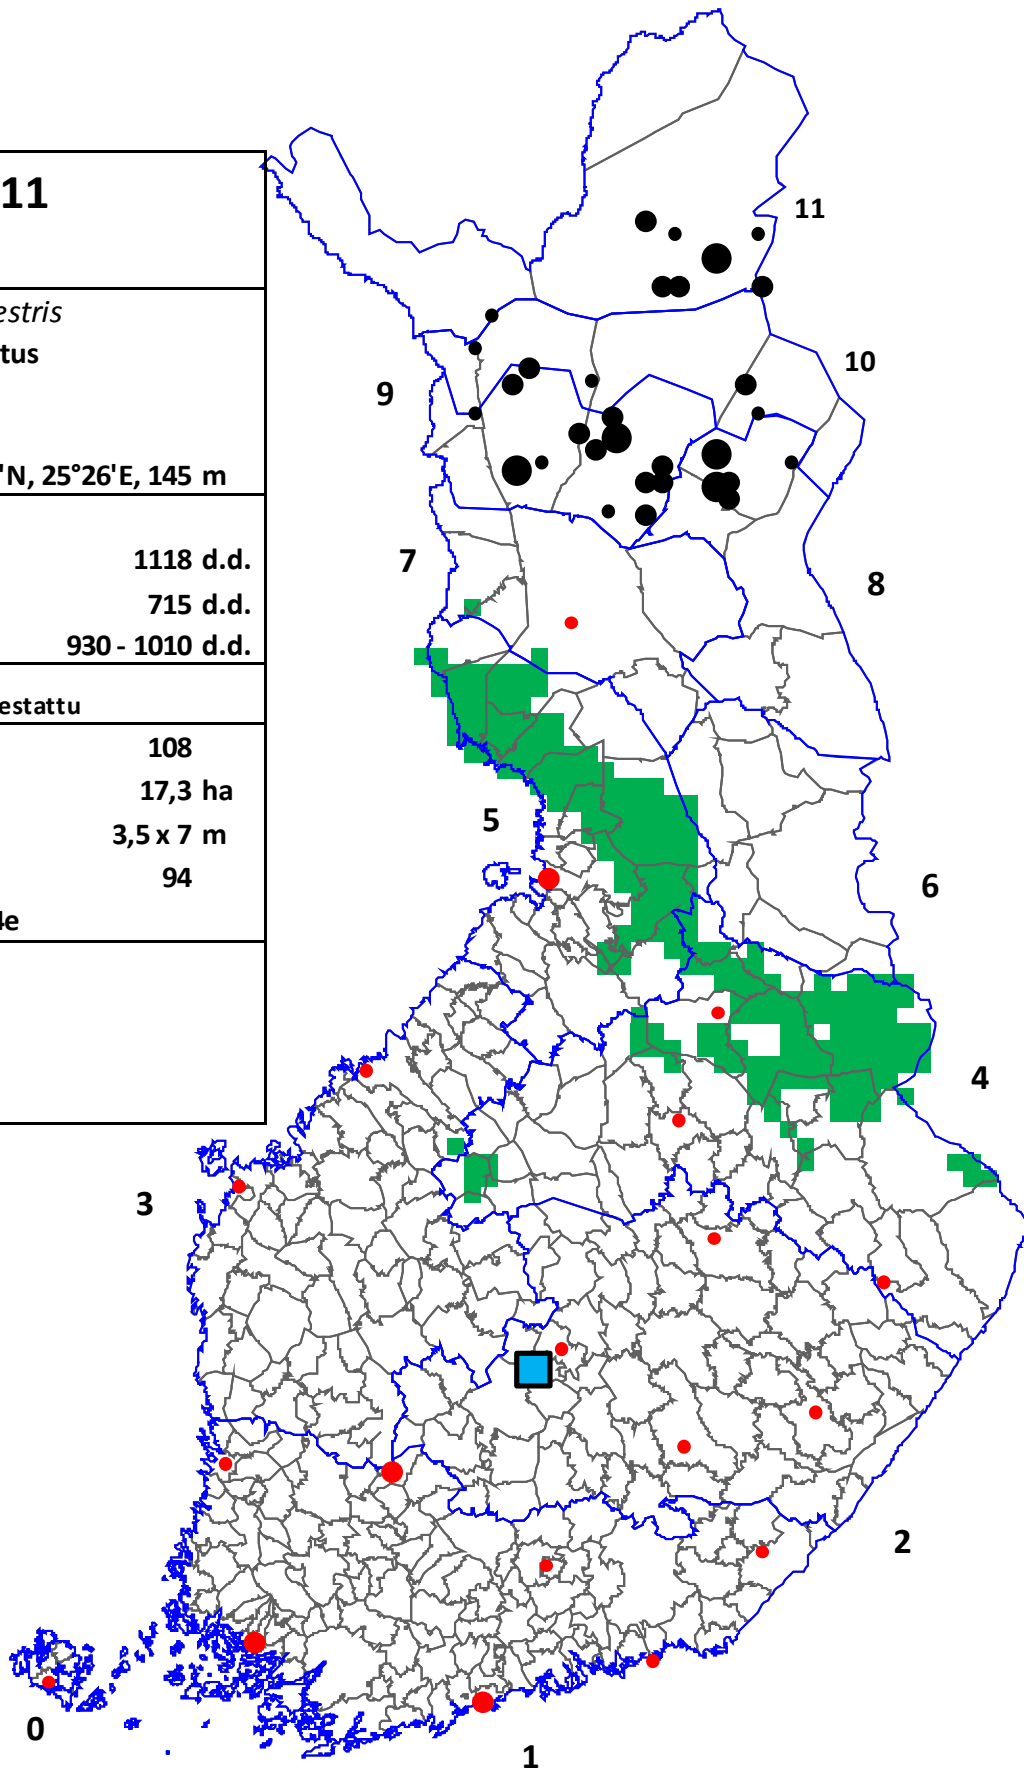 11
estris
tus
'N, 25°26'E, 145 m
1118 d.d.
715 d.d.
930 - 1010 d.d.
estattu
108
17,3 ha
3,5 x 7 m
94
4e
11
10
9
7
8
5
6
4
3
2
0
1